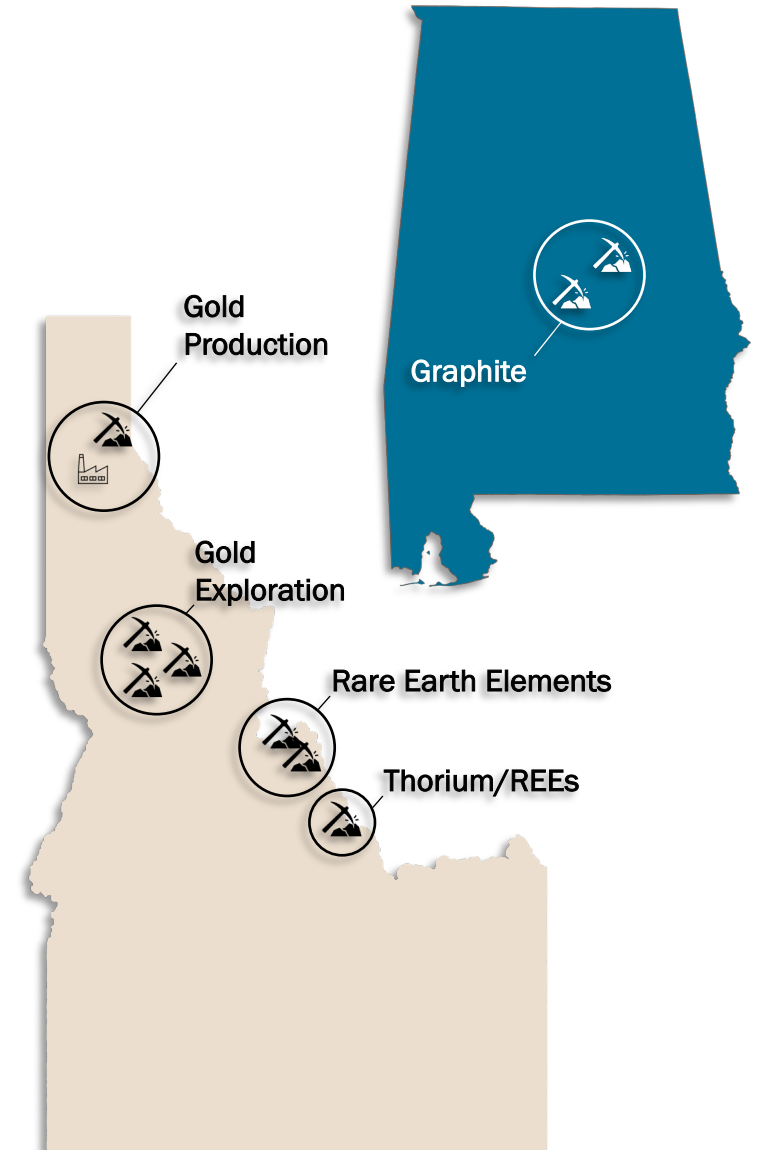 Gold
Production
Graphite
Gold
Exploration
Rare Earth Elements
Thorium/REEs